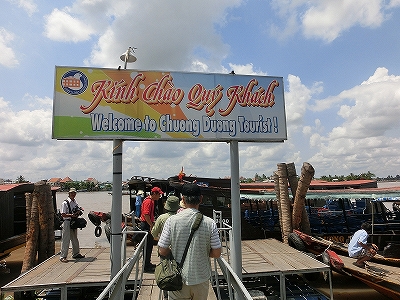 Kính chào Quý Khách
Welcome to Chuong Duong Tourist !